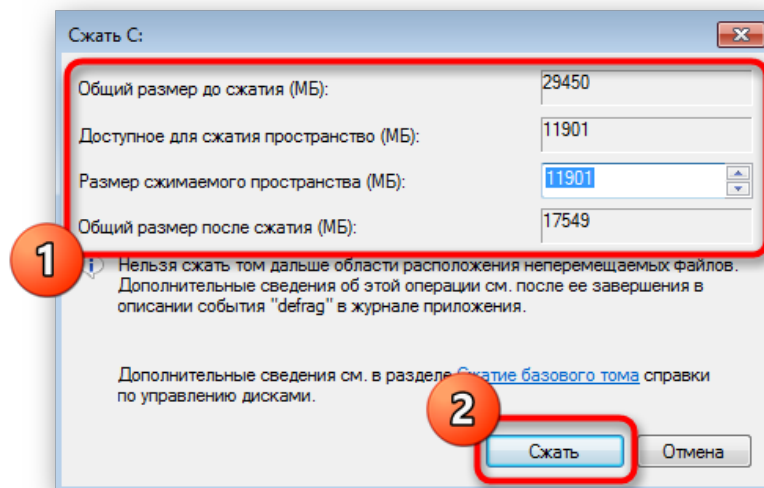 Сжать C:
Общий размер до сжатия (МБ): 29450
Доступное для сжатия пространство (МБ): 11901
Размер сжимаемого пространства (МБ): 11901
Общий размер после сжатия (МБ): 17549
1
Нельзя сжать том дальше области расположения неперемещаемых файлов.
Дополнительные сведения об этой операции см. после ее завершения в
описании события "defrag" в журнале приложения.
Дополнительные сведения см. в разделе Сжатие базового тома справки
по управлению дисками.
2
Сжать Отмена